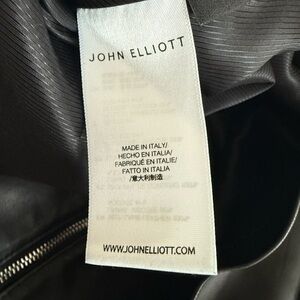 JOHN ELLIOTT
MADE IN ITALY/
HECHO EN ITALIA/
FABRIQUÉ EN ITALIE/
FATTO IN ITALIA
/意大利制造
WWW.JOHNELLIOTT.COM